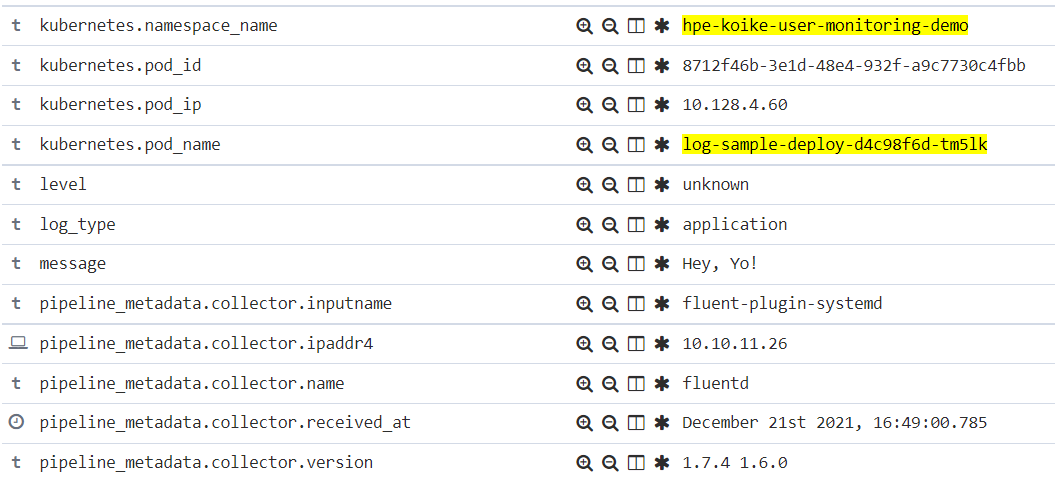 t kubernetes.namespace_name hpe-koike-user-monitoring-demo
t kubernetes.pod_id 8712f46b-3e1d-48e4-932f-a9c7730c4fbb
t kubernetes.pod_ip 10.128.4.60
t kubernetes.pod_name log-sample-deploy-d4c98f6d-tm5lk
t level unknown
t log_type application
t message Hey, Yo!
t pipeline_metadata.collector.inputname fluent-plugin-systemd
pipeline_metadata.collector.ipaddr4 10.10.11.26
t pipeline_metadata.collector.name fluentd
pipeline_metadata.collector.received_at December 21st 2021, 16:49:00.785
t pipeline_metadata.collector.version 1.7.4 1.6.0